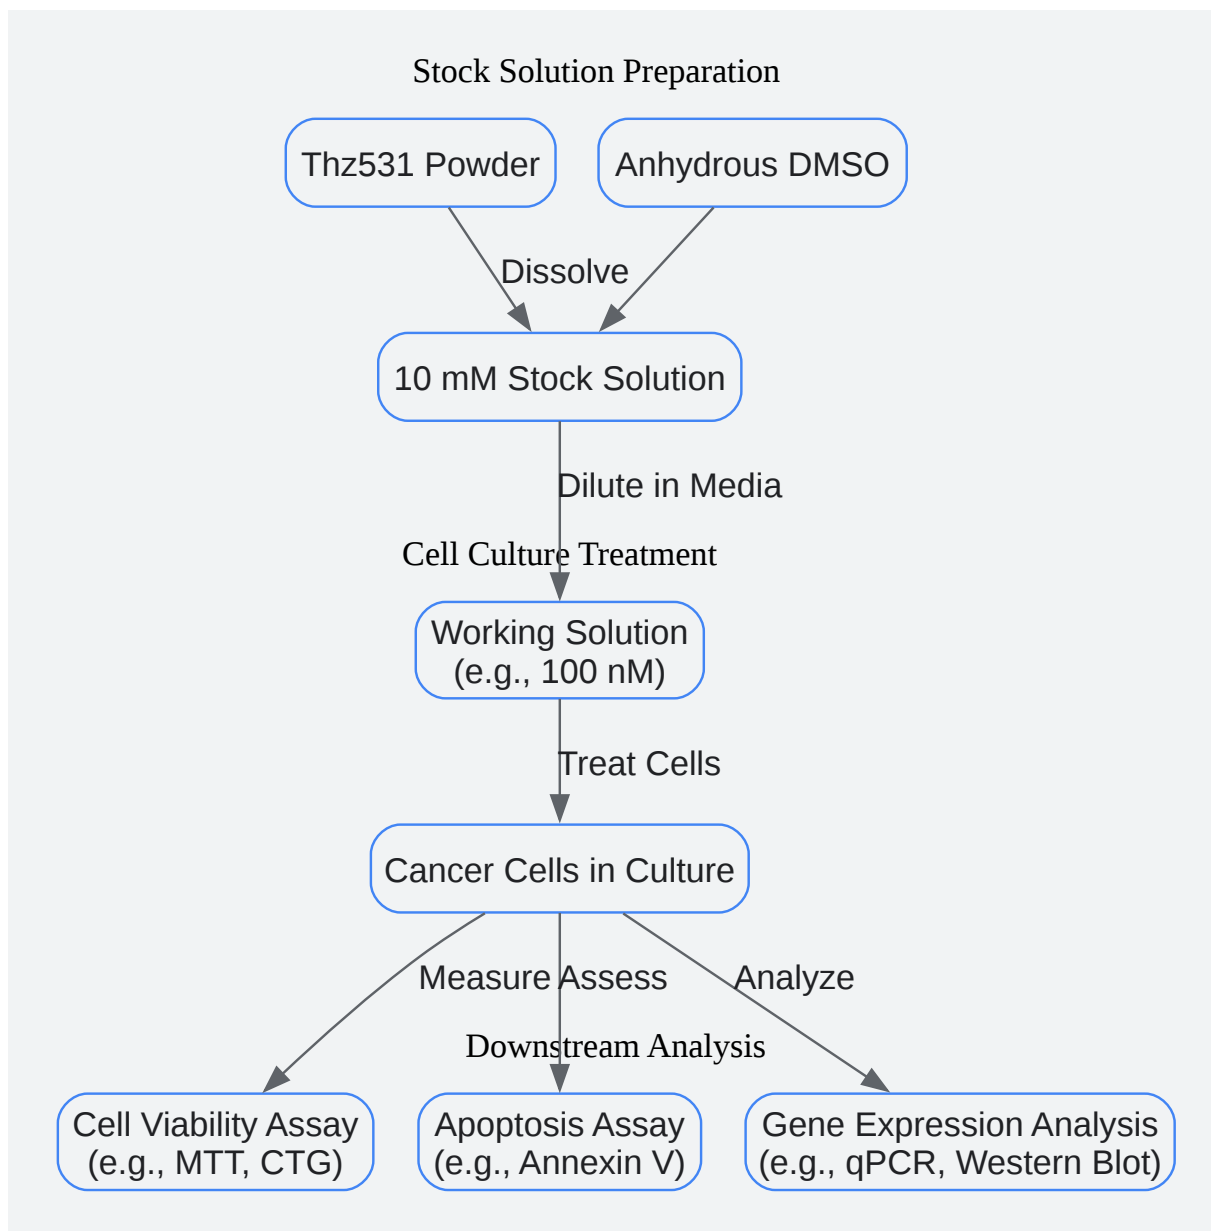 Stock Solution Preparation
Thz531 Powder
Anhydrous DMSO
Dissolve
10 mM Stock Solution
Dilute in Media
Cell Culture Treatment
Working Solution
(e.g., 100 nM)
Treat Cells
Cancer Cells in Culture
Measure
Assess
Analyze
Downstream Analysis
Cell Viability Assay
(e.g., MTT, CTG)
Apoptosis Assay
(e.g., Annexin V)
Gene Expression Analysis
(e.g., qPCR, Western Blot)